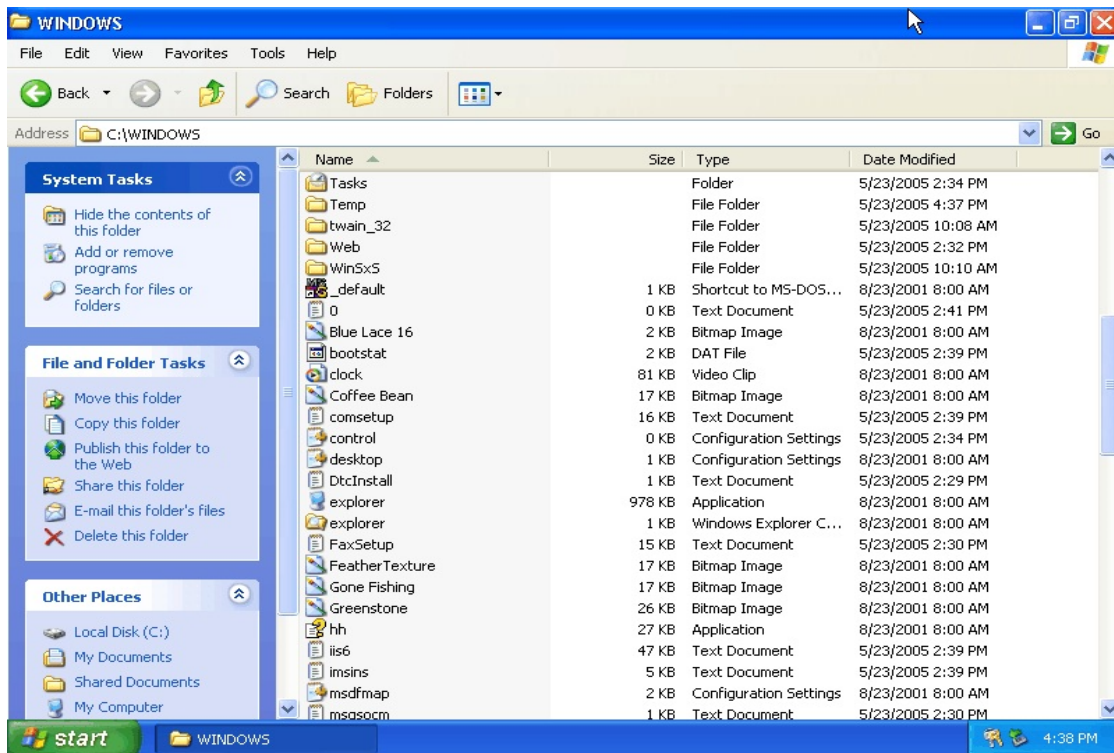 WINDOWS
File Edit View Favorites Tools Help
Back Search Folders
Address C:\WINDOWS Go
System Tasks
Hide the contents of
this folder
Add or remove
programs
Search for files or
folders
File and Folder Tasks
Move this folder
Copy this folder
Publish this folder to
the Web
Share this folder
E-mail this folder's files
Delete this folder
Other Places
Local Disk (C:)
My Documents
Shared Documents
My Computer
Name Size Type Date Modified
Tasks Folder 5/23/2005 2:34 PM
Temp File Folder 5/23/2005 4:37 PM
twain_32 File Folder 5/23/2005 10:08 AM
Web File Folder 5/23/2005 2:32 PM
WinSxS File Folder 5/23/2005 10:10 AM
_default 1 KB Shortcut to MS-DOS... 8/23/2001 8:00 AM
0 0 KB Text Document 5/23/2005 2:41 PM
Blue Lace 16 2 KB Bitmap Image 8/23/2001 8:00 AM
bootstat 2 KB DAT File 5/23/2005 2:39 PM
clock 81 KB Video Clip 8/23/2001 8:00 AM
Coffee Bean 17 KB Bitmap Image 8/23/2001 8:00 AM
comsetup 16 KB Text Document 5/23/2005 2:39 PM
control 0 KB Configuration Settings 5/23/2005 2:34 PM
desktop 1 KB Configuration Settings 8/23/2001 8:00 AM
DtcInstall 1 KB Text Document 5/23/2005 2:29 PM
explorer 978 KB Application 8/23/2001 8:00 AM
explorer 1 KB Windows Explorer C... 8/23/2001 8:00 AM
FaxSetup 15 KB Text Document 5/23/2005 2:30 PM
FeatherTexture 17 KB Bitmap Image 8/23/2001 8:00 AM
Gone Fishing 17 KB Bitmap Image 8/23/2001 8:00 AM
Greenstone 26 KB Bitmap Image 8/23/2001 8:00 AM
hh 27 KB Application 8/23/2001 8:00 AM
iis6 47 KB Text Document 5/23/2005 2:39 PM
imsins 5 KB Text Document 5/23/2005 2:39 PM
msdfmap 2 KB Configuration Settings 8/23/2001 8:00 AM
msgsocm 1 KB Text Document 5/23/2005 2:30 PM
start WINDOWS 4:38 PM